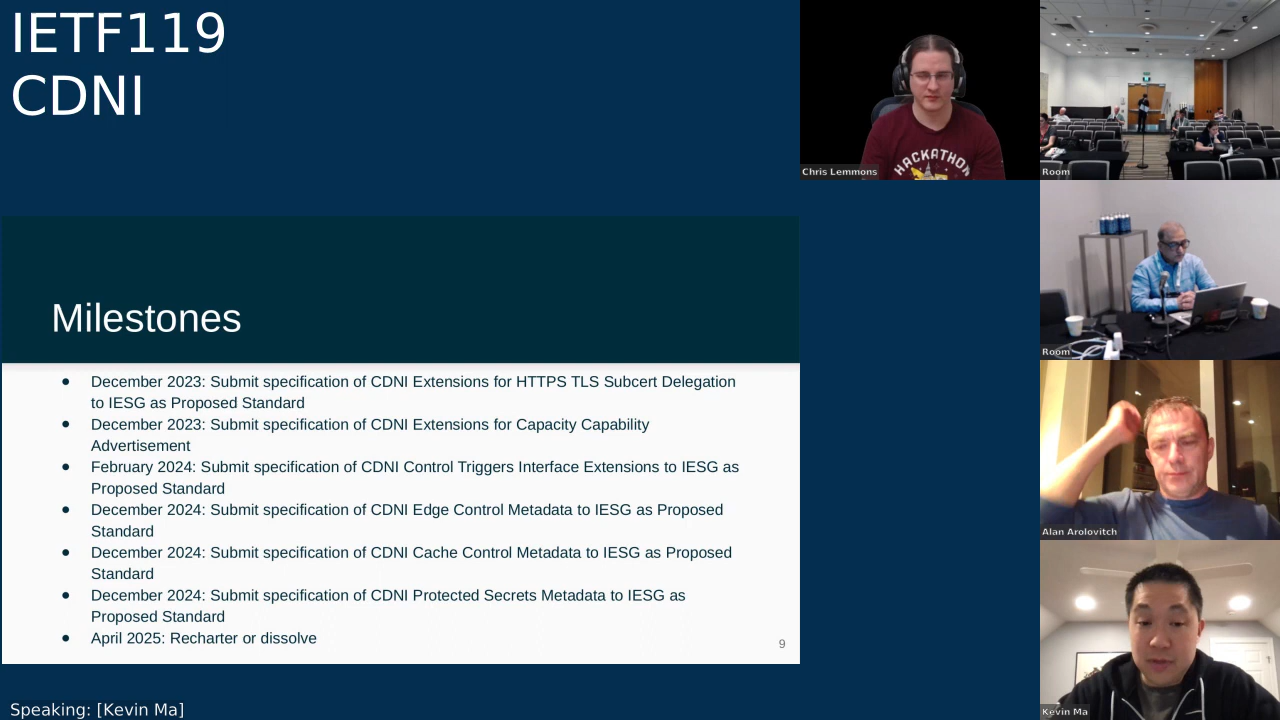 IETF119
CDNI
HACKATHON
Chris Lemmons
Room
Room
Milestones
● December 2023: Submit specification of CDNI Extensions for HTTPS TLS Subcert Delegation
to IESG as Proposed Standard
● December 2023: Submit specification of CDNI Extensions for Capacity Capability
Advertisement
● February 2024: Submit specification of CDNI Control Triggers Interface Extensions to IESG as
Proposed Standard
● December 2024: Submit specification of CDNI Edge Control Metadata to IESG as Proposed
Standard
● December 2024: Submit specification of CDNI Cache Control Metadata to IESG as Proposed
Standard
● December 2024: Submit specification of CDNI Protected Secrets Metadata to IESG as
Proposed Standard
● April 2025: Recharter or dissolve
9
Alan Arolovitch
Kevin Ma
Speaking: [Kevin Ma]